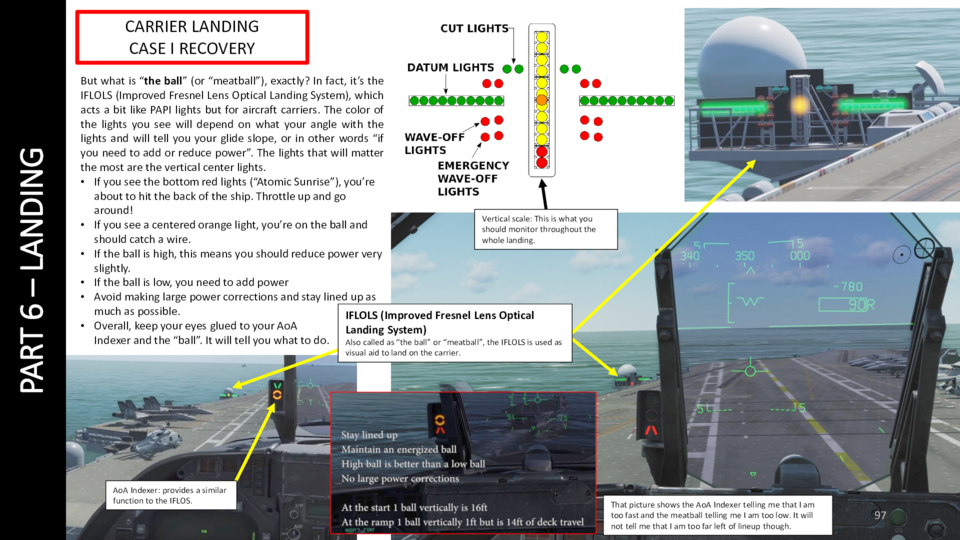 PART 6 – LANDING
CARRIER LANDING
CASE I RECOVERY
But what is “the ball” (or “meatball”), exactly? In fact, it’s the
IFLOLS (Improved Fresnel Lens Optical Landing System), which
acts a bit like PAPI lights but for aircraft carriers. The color of
the lights you see will depend on what your angle with the
lights and will tell you your glide slope, or in other words “if
you need to add or reduce power”. The lights that will matter
the most are the vertical center lights.
• If you see the bottom red lights (“Atomic Sunrise”), you’re
about to hit the back of the ship. Throttle up and go
around!
• If you see a centered orange light, you’re on the ball and
should catch a wire.
• If the ball is high, this means you should reduce power very
slightly.
• If the ball is low, you need to add power
• Avoid making large power corrections and stay lined up as
much as possible.
• Overall, keep your eyes glued to your AoA
Indexer and the “ball”. It will tell you what to do.
CUT LIGHTS
DATUM LIGHTS
WAVE-OFF
LIGHTS
EMERGENCY
WAVE-OFF
LIGHTS
Vertical scale: This is what you
should monitor throughout the
whole landing.
IFLOLS (Improved Fresnel Lens Optical
Landing System)
Also called as “the ball” or “meatball”, the IFLOLS is used as
visual aid to land on the carrier.
340 350 000
-780
90R
AoA Indexer: provides a similar
function to the IFLOS.
Stay lined up
Maintain an energized ball
High ball is better than a low ball
No large power corrections
At the start 1 ball vertically is 16ft
At the ramp 1 ball vertically 1ft but is 14ft of deck travel
That picture shows the AoA Indexer telling me that I am
too fast and the meatball telling me I am too low. It will
not tell me that I am too far left of lineup though.
97